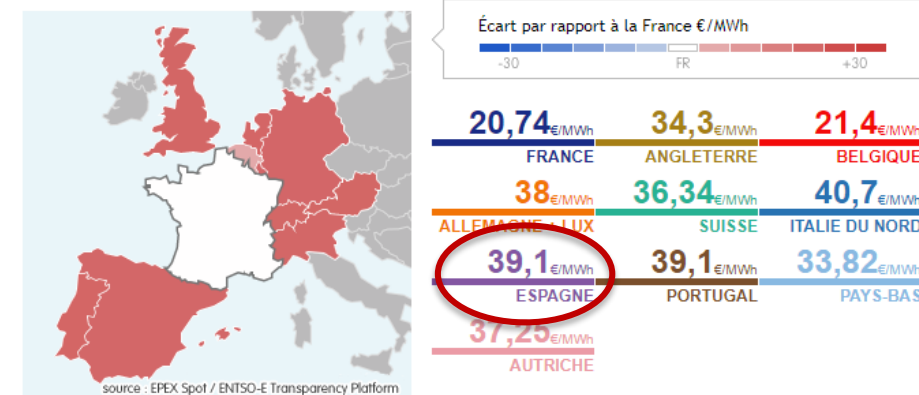 Écart par rapport à la France €/MWh
-30 FR +30
20,74€/MWh 34,3€/MWh 21,4€/MWh
FRANCE ANGLETERRE BELGIQUE
38€/MWh 36,34€/MWh 40,7€/MWh
ALLEMAGNE + LUX SUISSE ITALIE DU NORD
39,1€/MWh 39,1€/MWh 33,82€/MWh
ESPAGNE PORTUGAL PAYS-BAS
37,25€/MWh
AUTRICHE
source : EPEX Spot / ENTSO-E Transparency Platform